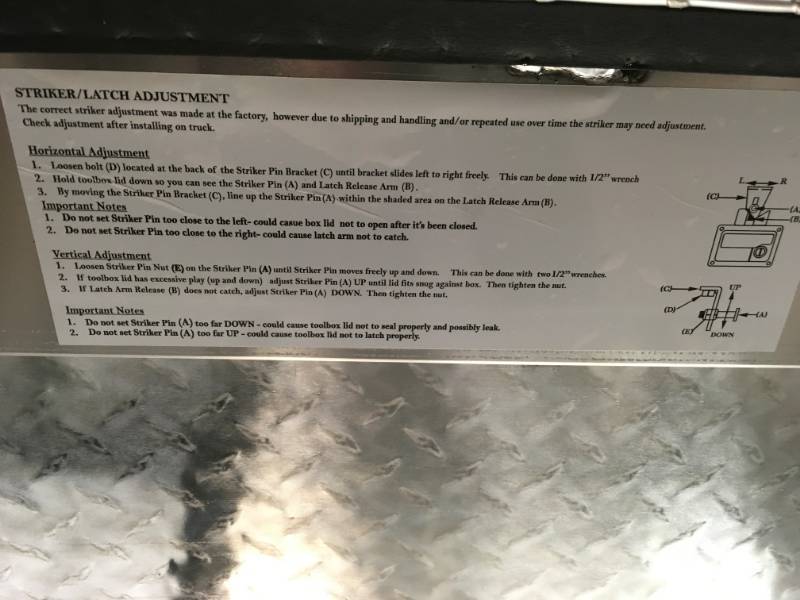 STRIKER/LATCH ADJUSTMENT
The correct striker adjustment was made at the factory, however due to shipping and handling and/or repeated use over time the striker may need adjustment.
Check adjustment after installing on truck.
Horizontal Adjustment
1. Loosen bolt (D) located at the back of the Striker Pin Bracket (C) until bracket slides left to right freely. This can be done with 1/2" wrench
2. Hold toolbox lid down so you can see the Striker Pin (A) and Latch Release Arm (B).
3. By moving the Striker Pin Bracket (C), line up the Striker Pin (A) within the shaded area on the Latch Release Arm (B).
Important Notes
1. Do not set Striker Pin too close to the left- could casue box lid not to open after it's been closed.
2. Do not set Striker Pin too close to the right- could cause latch arm not to catch.
Vertical Adjustment
1. Loosen Striker Pin Nut (E) on the Striker Pin (A) until Striker Pin moves freely up and down. This can be done with two 1/2" wrenches.
2. If toolbox lid has excessive play (up and down) adjust Striker Pin (A) UP until lid fits snug against box. Then tighten the nut.
3. If Latch Arm Release (B) does not catch, adjust Striker Pin (A) DOWN. Then tighten the nut.
Important Notes
1. Do not set Striker Pin (A) too far DOWN - could cause toolbox lid not to seal properly and possibly leak.
2. Do not set Striker Pin (A) too far UP - could cause toolbox lid not to latch properly.
L R
(C)
(A)
(B)
(C) UP
(D) (A)
(E) DOWN